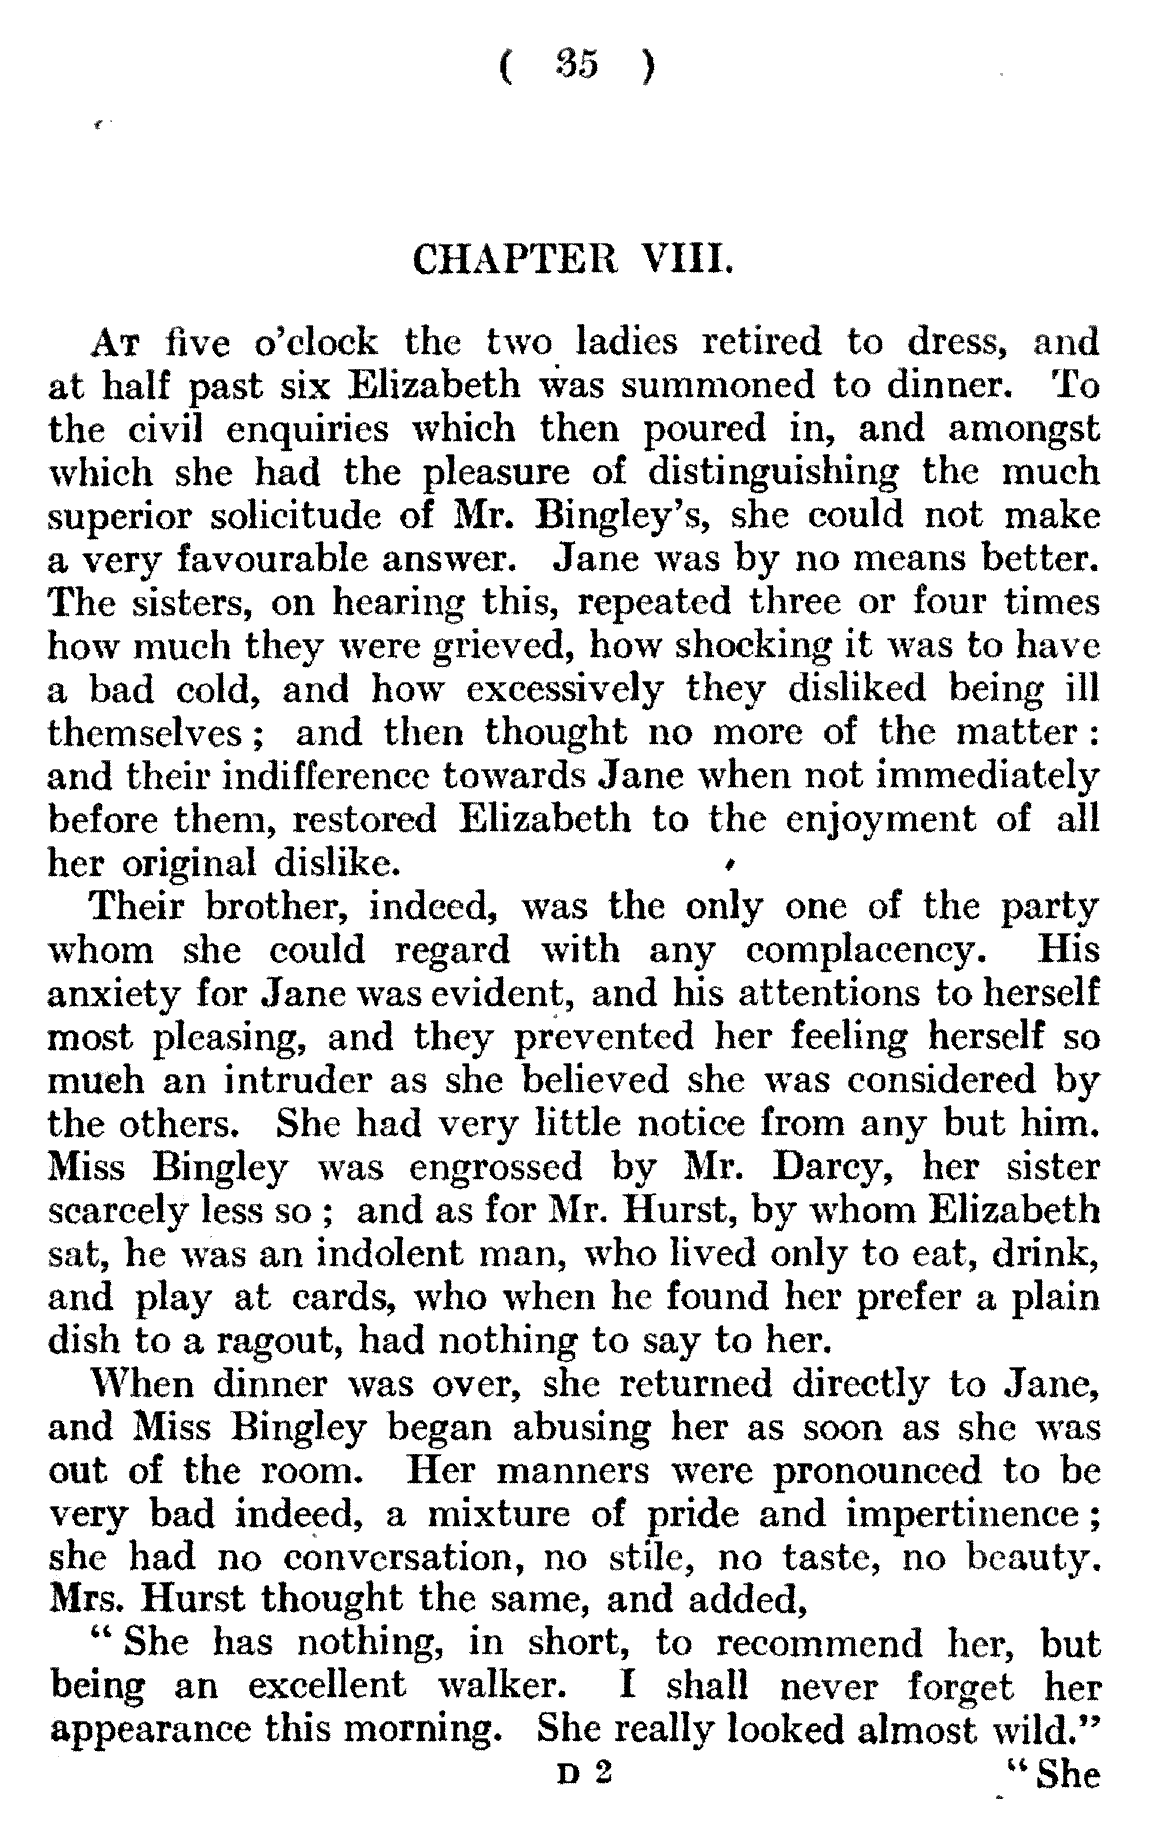 ( 35 )
CHAPTER VIII.
At five o'clock the two ladies retired to dress, and
at half past six Elizabeth was summoned to dinner. To
the civil enquiries which then poured in, and amongst
which she had the pleasure of distinguishing the much
superior solicitude of Mr. Bingley's, she could not make
a very favourable answer. Jane was by no means better.
The sisters, on hearing this, repeated three or four times
how much they were grieved, how shocking it was to have
a bad cold, and how excessively they disliked being ill
themselves ; and then thought no more of the matter :
and their indifference towards Jane when not immediately
before them, restored Elizabeth to the enjoyment of all
her original dislike.
Their brother, indeed, was the only one of the party
whom she could regard with any complacency. His
anxiety for Jane was evident, and his attentions to herself
most pleasing, and they prevented her feeling herself so
much an intruder as she believed she was considered by
the others. She had very little notice from any but him.
Miss Bingley was engrossed by Mr. Darcy, her sister
scarcely less so ; and as for Mr. Hurst, by whom Elizabeth
sat, he was an indolent man, who lived only to eat, drink,
and play at cards, who when he found her prefer a plain
dish to a ragout, had nothing to say to her.
When dinner was over, she returned directly to Jane,
and Miss Bingley began abusing her as soon as she was
out of the room. Her manners were pronounced to be
very bad indeed, a mixture of pride and impertinence ;
she had no conversation, no stile, no taste, no beauty.
Mrs. Hurst thought the same, and added,
“ She has nothing, in short, to recommend her, but
being an excellent walker. I shall never forget her
appearance this morning. She really looked almost wild.”
D 2 “ She